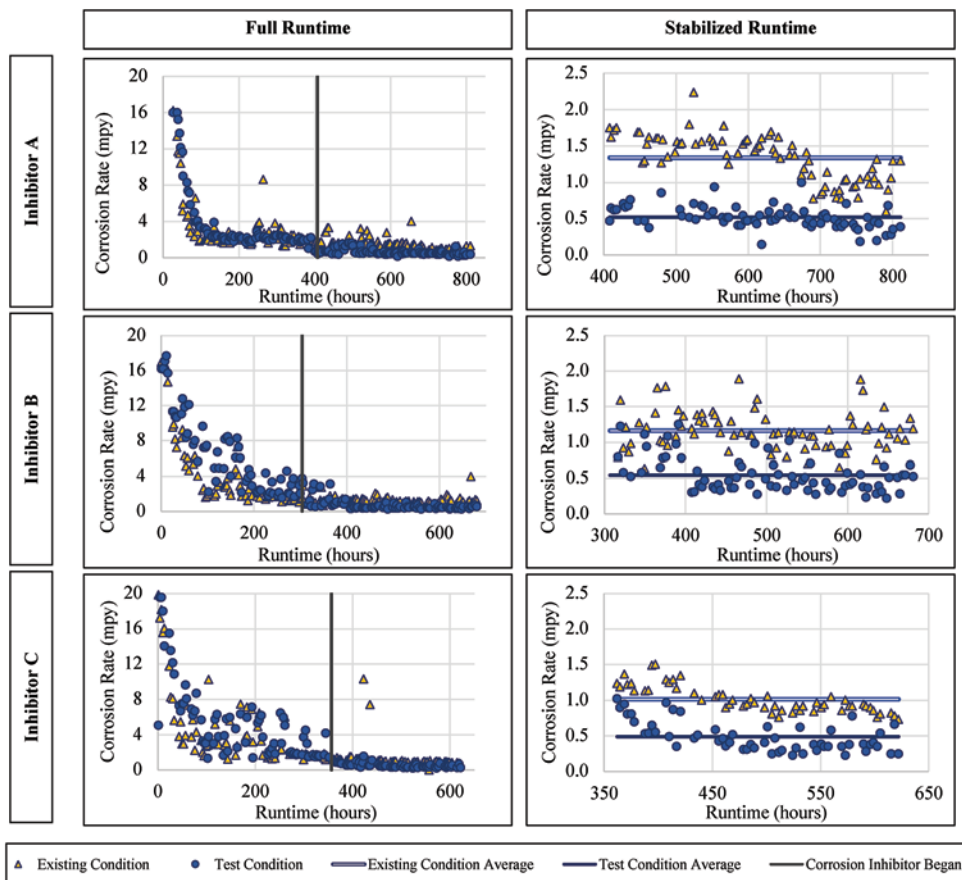 Full Runtime
Stabilized Runtime
Inhibitor A
Corrosion Rate (mpy)
20
16
12
8
4
0
0 200 400 600 800
Runtime (hours)
Corrosion Rate (mpy)
2.5
2.0
1.5
1.0
0.5
0.0
400 500 600 700 800
Runtime (hours)
Inhibitor B
Corrosion Rate (mpy)
20
16
12
8
4
0
0 200 400 600
Runtime (hours)
Corrosion Rate (mpy)
2.5
2.0
1.5
1.0
0.5
0.0
300 400 500 600 700
Runtime (hours)
Inhibitor C
Corrosion Rate (mpy)
20
16
12
8
4
0
0 200 400 600
Runtime (hours)
Corrosion Rate (mpy)
2.5
2.0
1.5
1.0
0.5
0.0
350 450 550 650
Runtime (hours)
Existing Condition Test Condition Existing Condition Average Test Condition Average Corrosion Inhibitor Began